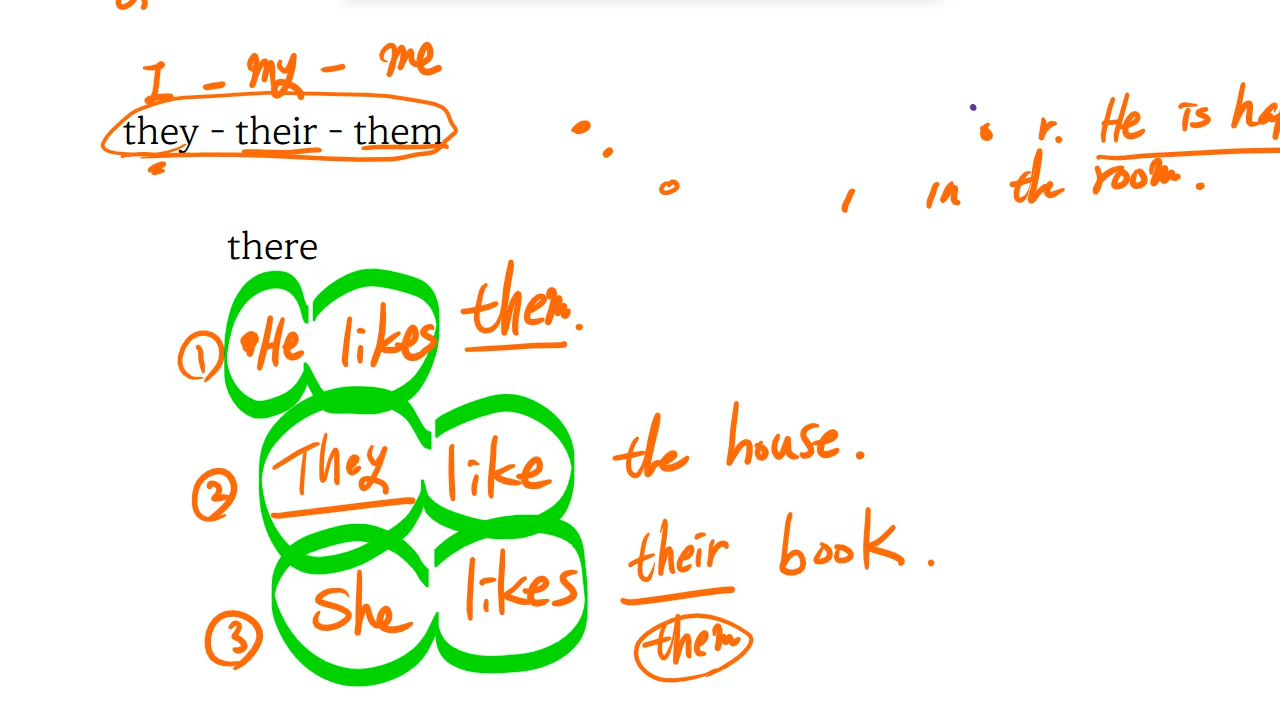 I - my - me
they - their - them
r. He is
in the room.
there
① He likes them.
② They like the house.
③ She likes their book.
them